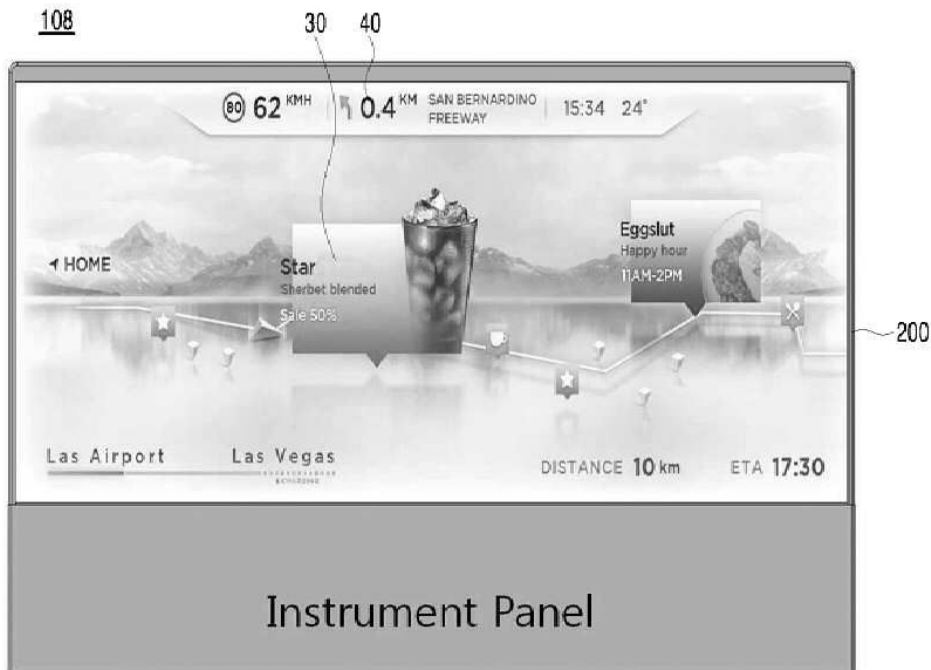 108
30 40
80 62 KMH 0.4 KM SAN BERNARDINO FREEWAY 15:34 24°
HOME
Star
Sherbet blended
Sale 50%
Eggslut
Happy hour
11AM-2PM
200
Las Airport Las Vegas
DISTANCE 10 km ETA 17:30
Instrument Panel